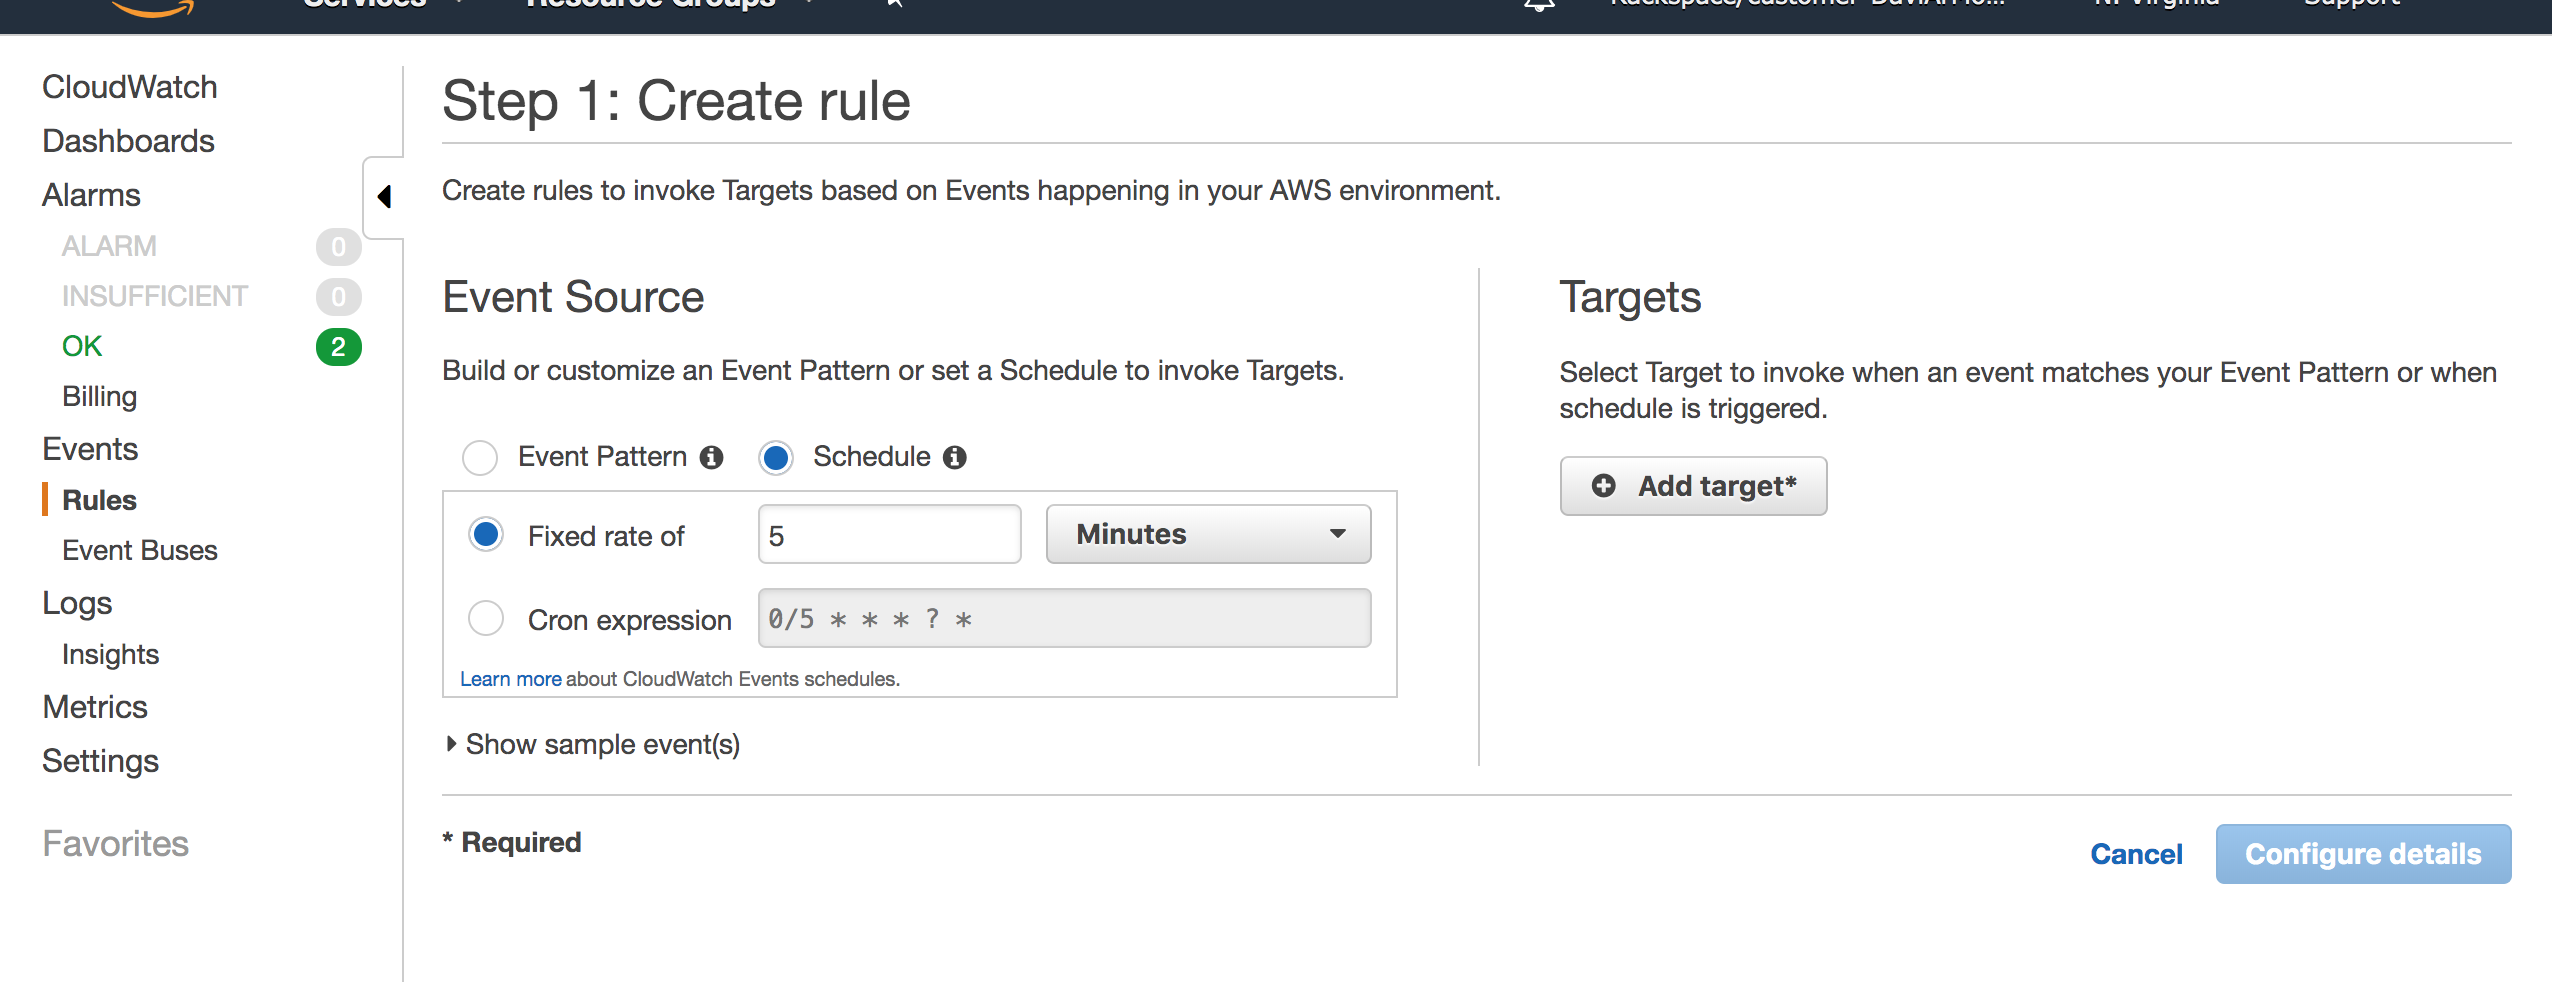 Services Resource Groups N. Virginia Support
CloudWatch
Dashboards
Alarms
ALARM 0
INSUFFICIENT 0
OK 2
Billing
Events
Rules
Event Buses
Logs
Insights
Metrics
Settings
Favorites
Step 1: Create rule
Create rules to invoke Targets based on Events happening in your AWS environment.
Event Source
Build or customize an Event Pattern or set a Schedule to invoke Targets.
Event Pattern Schedule
Fixed rate of 5 Minutes
Cron expression 0/5 * * * ? *
Learn more about CloudWatch Events schedules.
Show sample event(s)
Targets
Select Target to invoke when an event matches your Event Pattern or when
schedule is triggered.
Add target*
* Required
Cancel Configure details